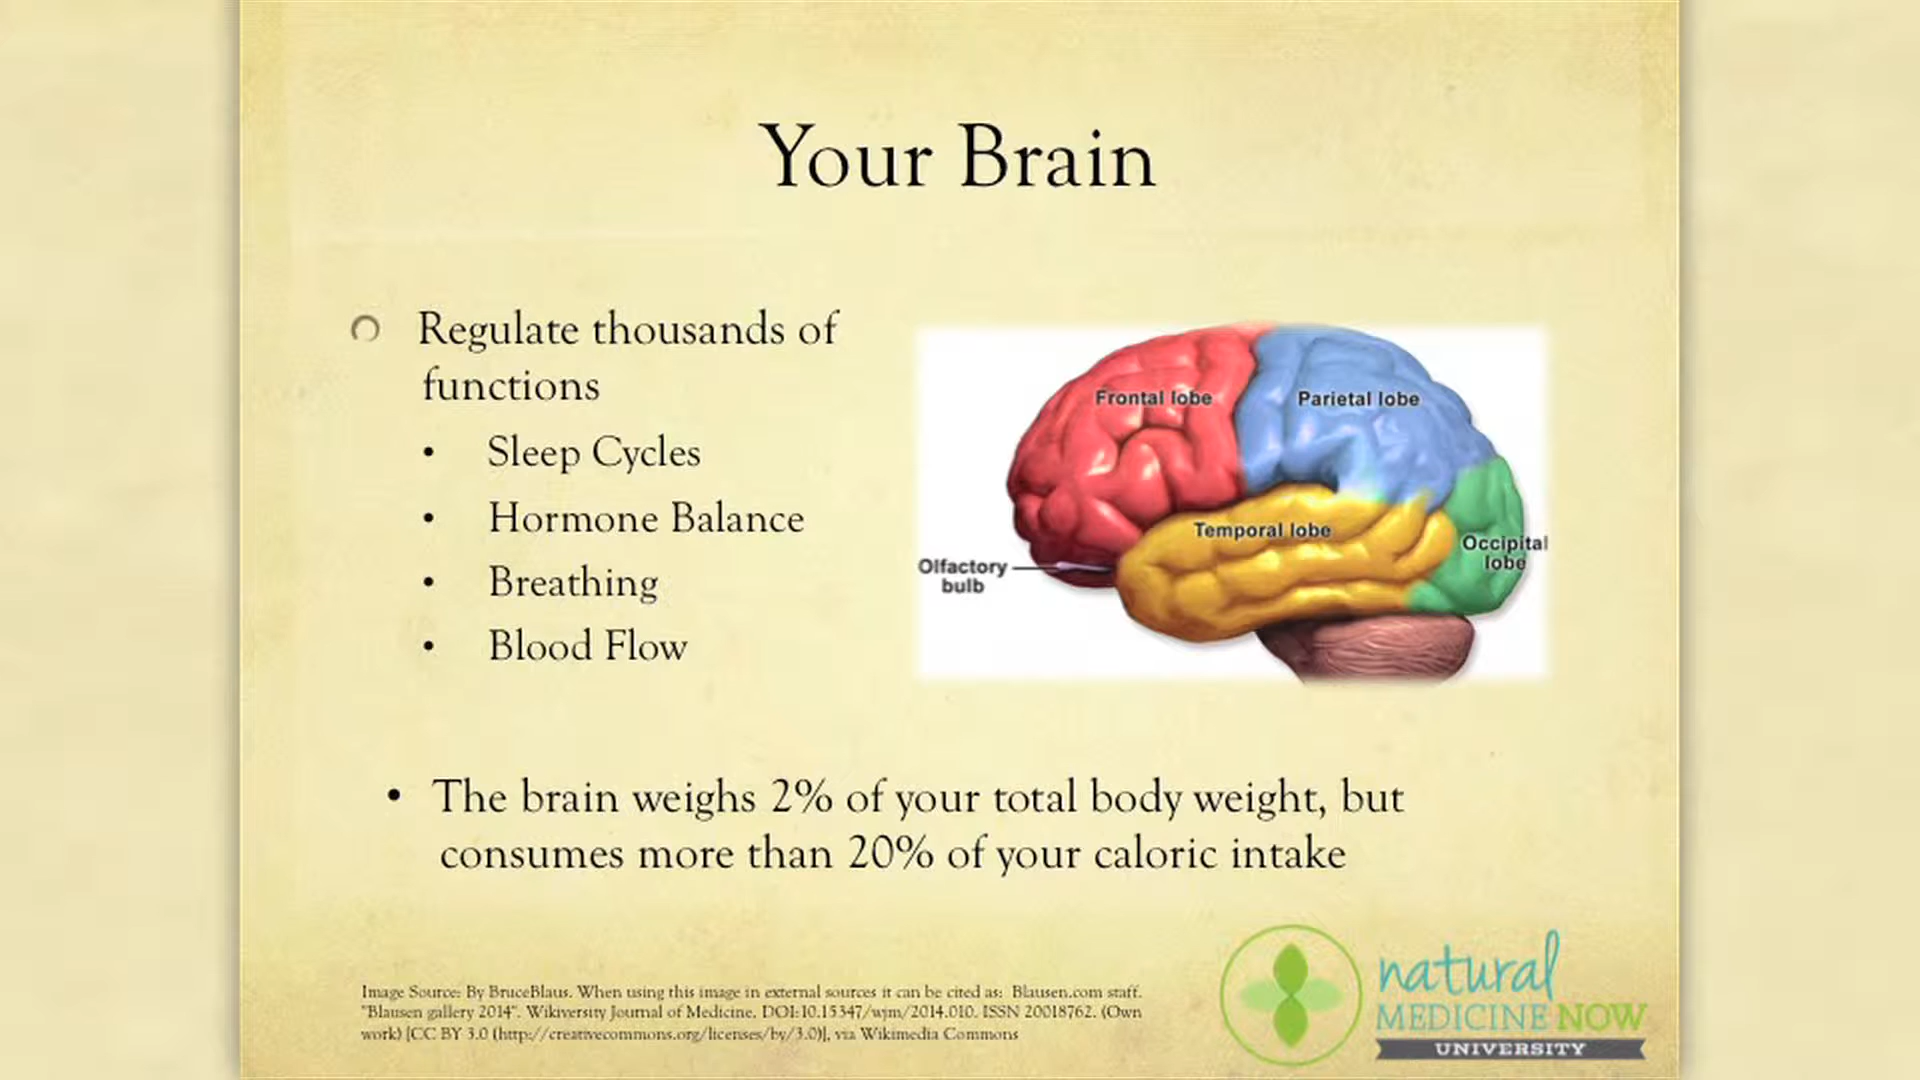 Your Brain
Regulate thousands of
functions
• Sleep Cycles
• Hormone Balance
• Breathing
• Blood Flow
Frontal lobe
Parietal lobe
Temporal lobe
Occipital
lobe
Olfactory
bulb
• The brain weighs 2% of your total body weight, but
consumes more than 20% of your caloric intake
Image Source: By BruceBlaus. When using this image in external sources it can be cited as: Blausen.com staff.
"Blausen gallery 2014". Wikiversity Journal of Medicine. DOI:10.15347/wjm/2014.010. ISSN 20018762. (Own
work) [CC BY 3.0 (http://creativecommons.org/licenses/by/3.0)], via Wikimedia Commons
natural
MEDICINE NOW
UNIVERSITY